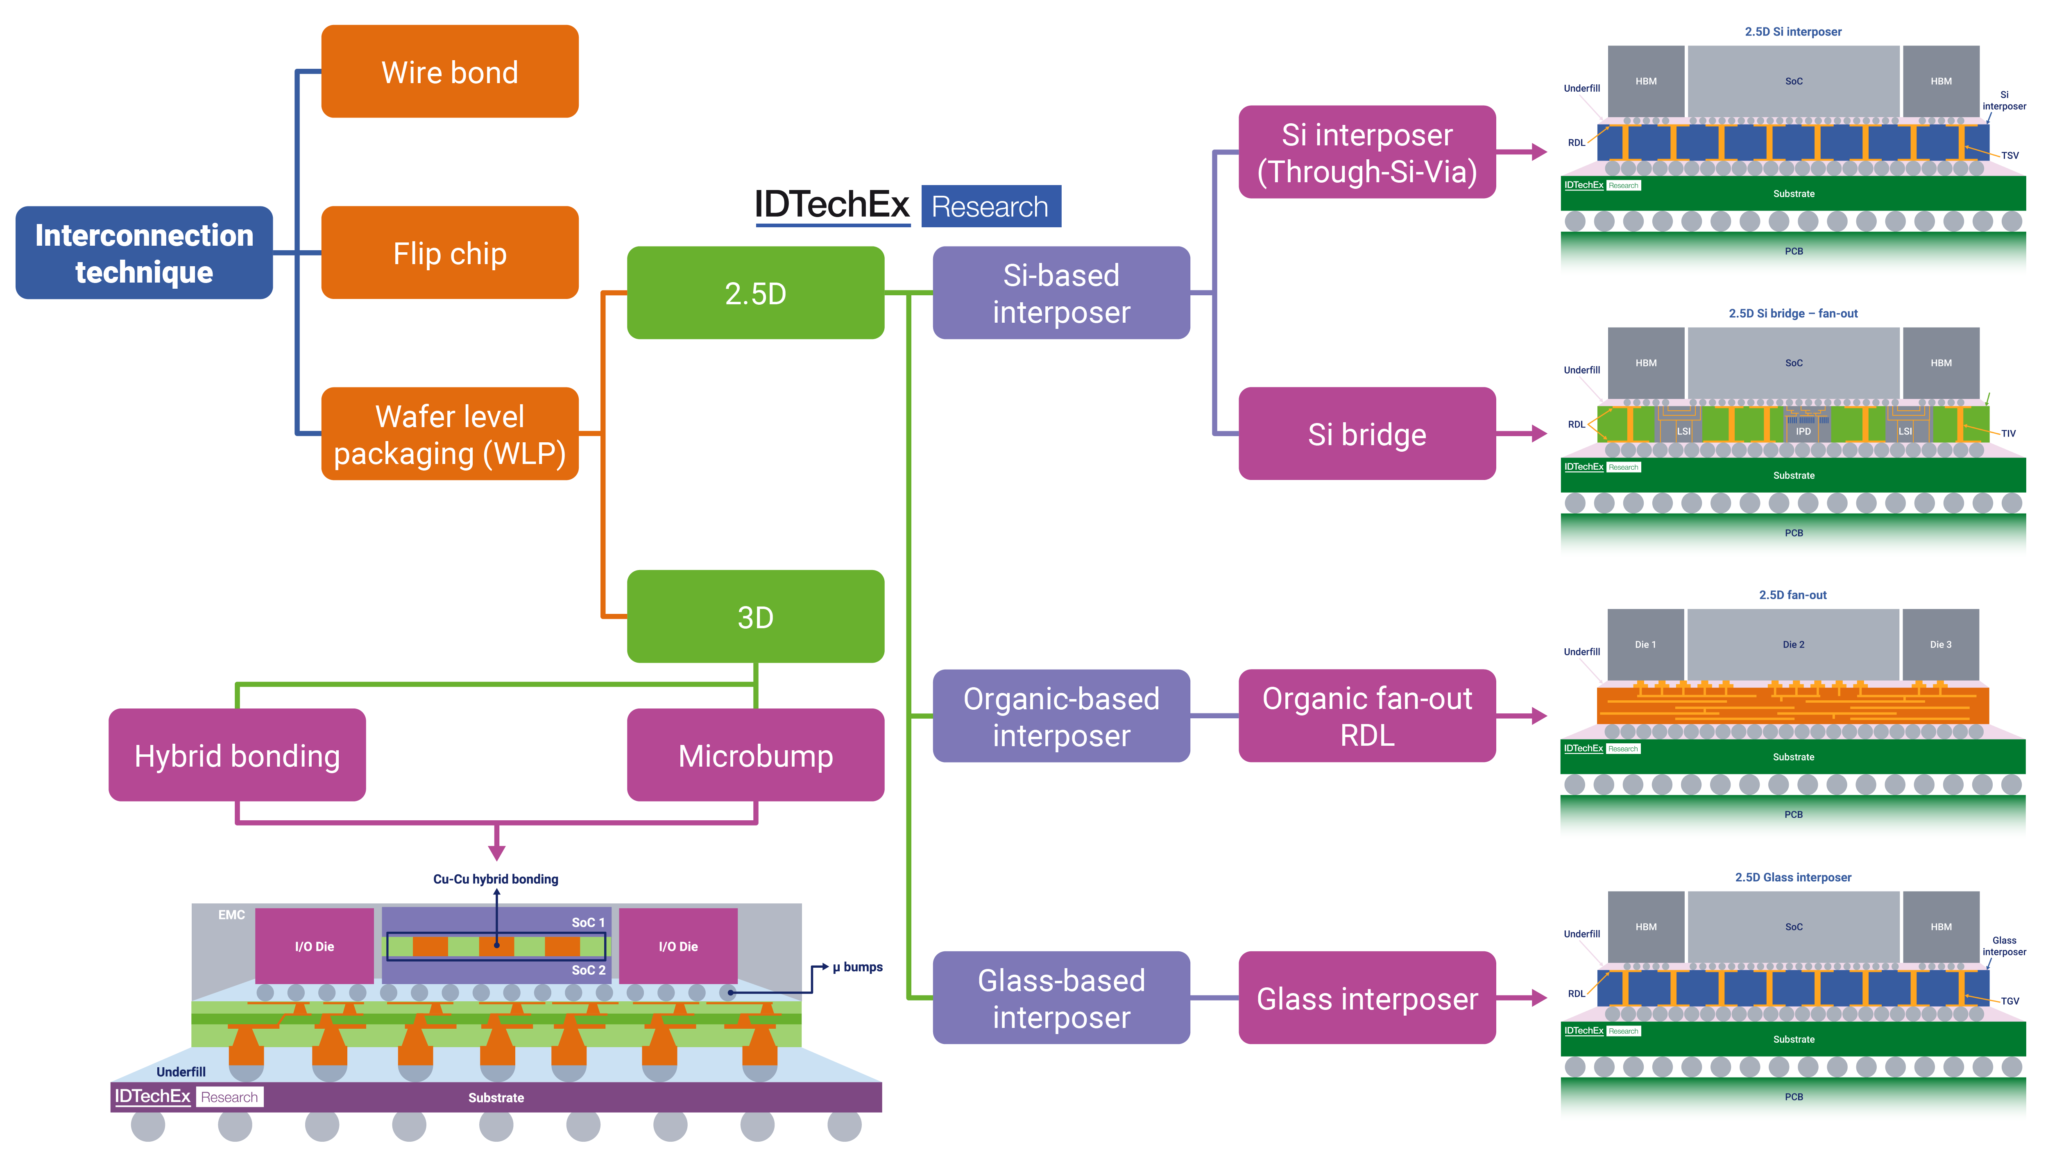 Interconnection
technique
Wire bond
Flip chip
Wafer level
packaging (WLP)
IDTechEx Research
2.5D
3D
Hybrid bonding
Microbump
Si-based
interposer
Organic-based
interposer
Glass-based
interposer
Si interposer
(Through-Si-Via)
Si bridge
Organic fan-out
RDL
Glass interposer
2.5D Si interposer
HBM
SoC
HBM
Underfill
Si
interposer
RDL
TSV
IDTechEx Research
Substrate
PCB
2.5D Si bridge – fan-out
HBM
SoC
HBM
Underfill
RDL
LSI
IPD
LSI
TIV
IDTechEx Research
Substrate
PCB
2.5D fan-out
Die 1
Die 2
Die 3
Underfill
IDTechEx Research
Substrate
PCB
2.5D Glass interposer
HBM
SoC
HBM
Underfill
Glass
interposer
RDL
TGV
IDTechEx Research
Substrate
PCB
Cu-Cu hybrid bonding
EMC
I/O Die
SoC 1
I/O Die
SoC 2
μ bumps
Underfill
IDTechEx Research
Substrate